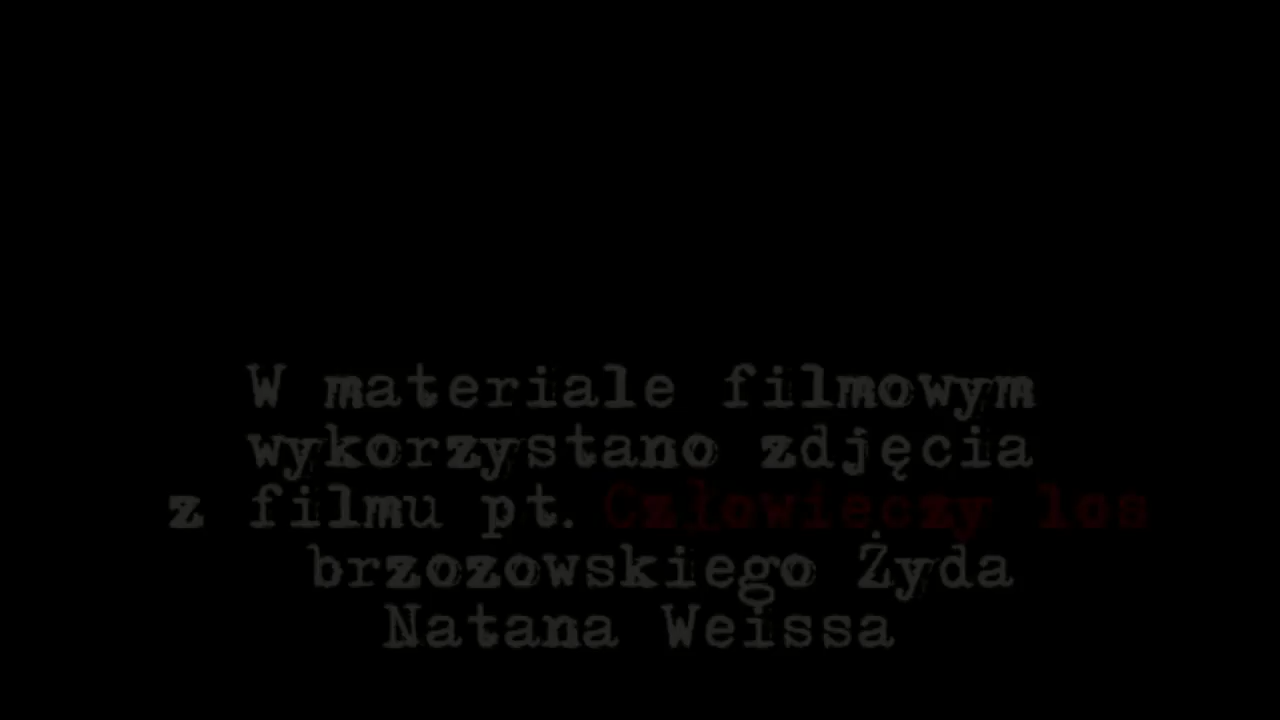 W materiale filmowym
wykorzystano zdjęcia
z filmu pt. Człowieczy los
brzozowskiego Żyda
Natana Weissa